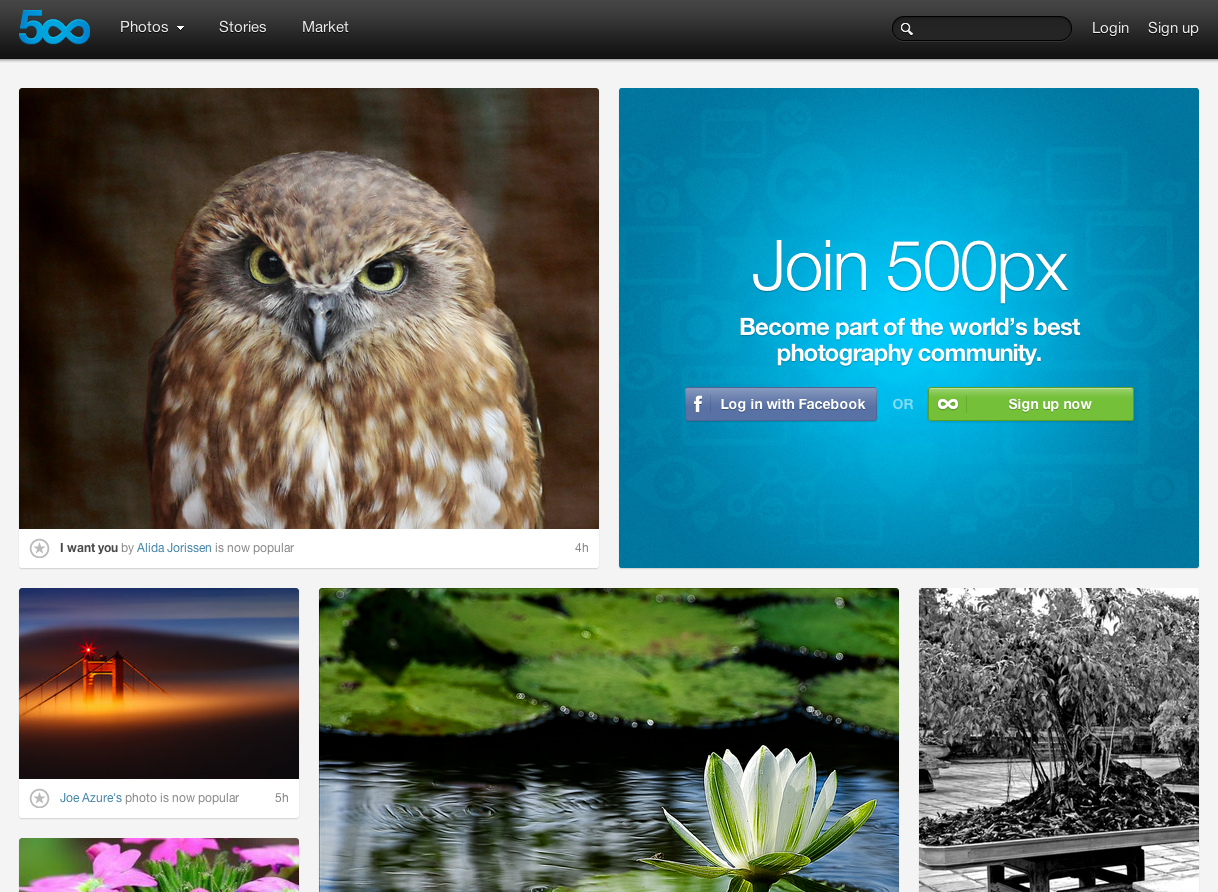 500
Photos
Stories
Market
Login
Sign up
Join 500px
Become part of the world's best
photography community.
f
Log in with Facebook
OR
Sign up now
I want you by Alida Jorissen is now popular
4h
Joe Azure's photo is now popular
5h